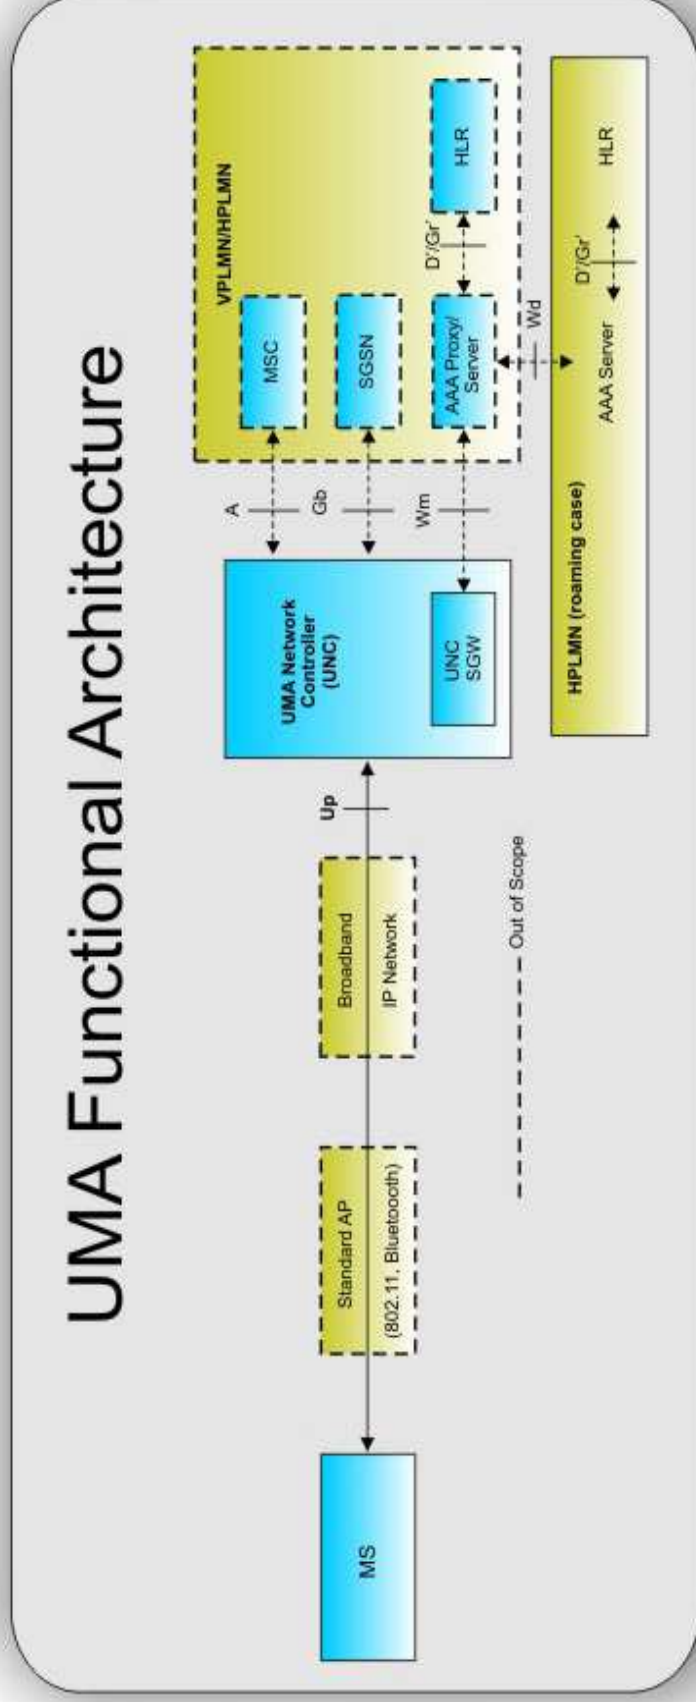 UMA Functional Architecture
MS
Standard AP
(802.11, Bluetoooth)
Broadband
IP Network
Up
UMA Network
Controller
(UNC)
UNC
SGW
A
Gb
Wm
VPLMN/HPLMN
MSC
SGSN
AAA Proxy/
Server
D'/Gr'
HLR
Wd
HPLMN (roaming case)
AAA Server
D'/Gr'
HLR
Out of Scope